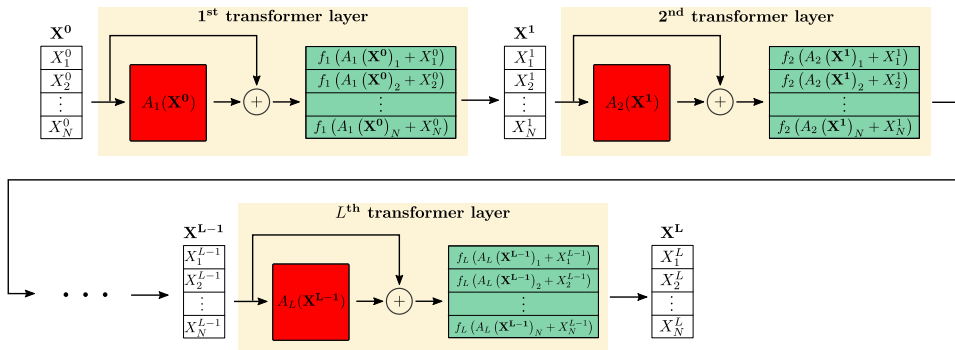 1st transformer layer
X⁰
X₁⁰
X₂⁰
⋮
X_N⁰
A₁(X⁰)
+
f₁ (A₁ (X⁰)₁ + X₁⁰)
f₁ (A₁ (X⁰)₂ + X₂⁰)
⋮
f₁ (A₁ (X⁰)_N + X_N⁰)
X¹
X₁¹
X₂¹
⋮
X_N¹
2nd transformer layer
A₂(X¹)
+
f₂ (A₂ (X¹)₁ + X₁¹)
f₂ (A₂ (X¹)₂ + X₂¹)
⋮
f₂ (A₂ (X¹)_N + X_N¹)
· · ·
X^{L−1}
X₁^{L−1}
X₂^{L−1}
⋮
X_N^{L−1}
Lth transformer layer
A_L(X^{L−1})
+
f_L (A_L (X^{L−1})₁ + X₁^{L−1})
f_L (A_L (X^{L−1})₂ + X₂^{L−1})
⋮
f_L (A_L (X^{L−1})_N + X_N^{L−1})
X^L
X₁^L
X₂^L
⋮
X_N^L